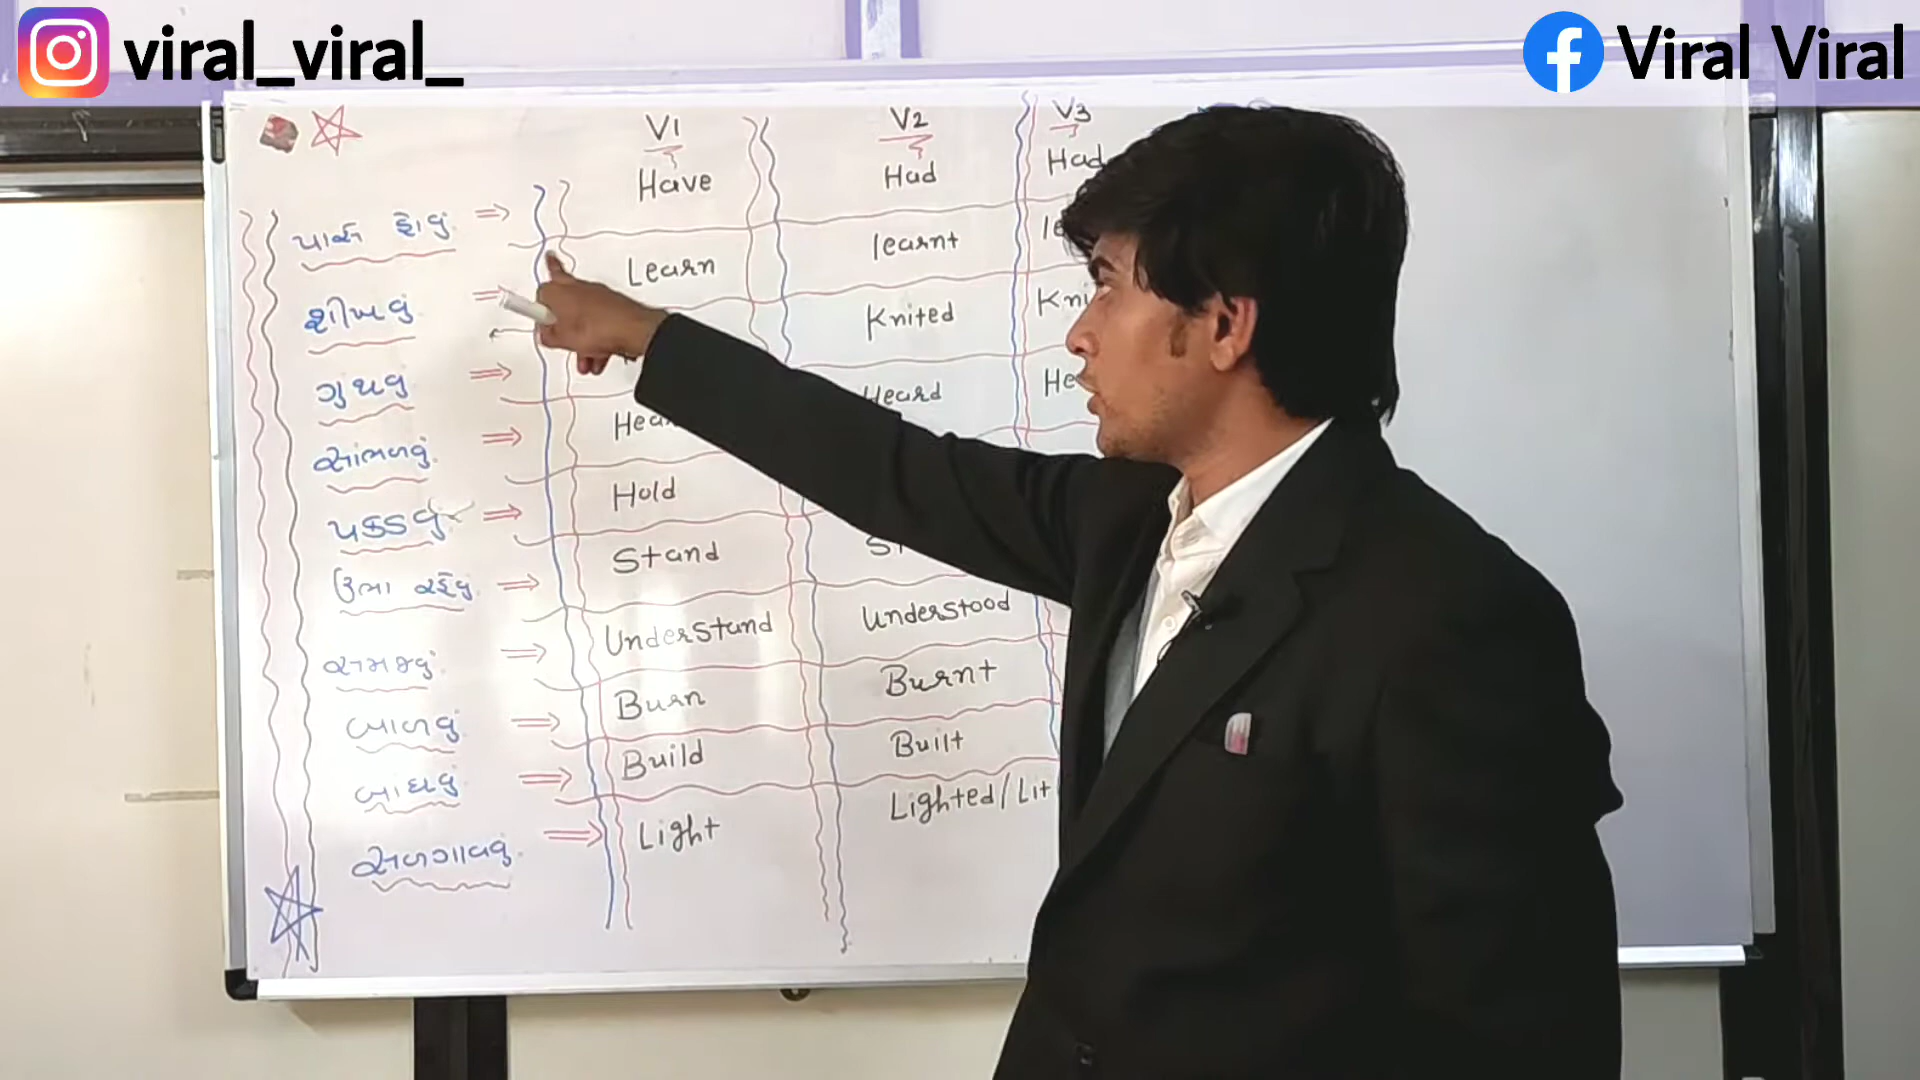 viral_viral_
Viral Viral
V1 V2 V3
પાસે હોવું ⇒ Have Had Had
શીખવું ⇒ Learn learnt
ગુંથવું ⇒ Knited
સાંભળવું ⇒ Heard
પકડવું ⇒ Hold
ઉભા રહેવું ⇒ Stand
સમજવું ⇒ Understand Understood
બાળવું ⇒ Burn Burnt
બાંધવું ⇒ Build Built
સળગાવવું ⇒ Light Lighted/Lit